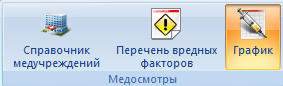 Справочник
медучреждений
Перечень вредных
факторов
График
Медосмотры